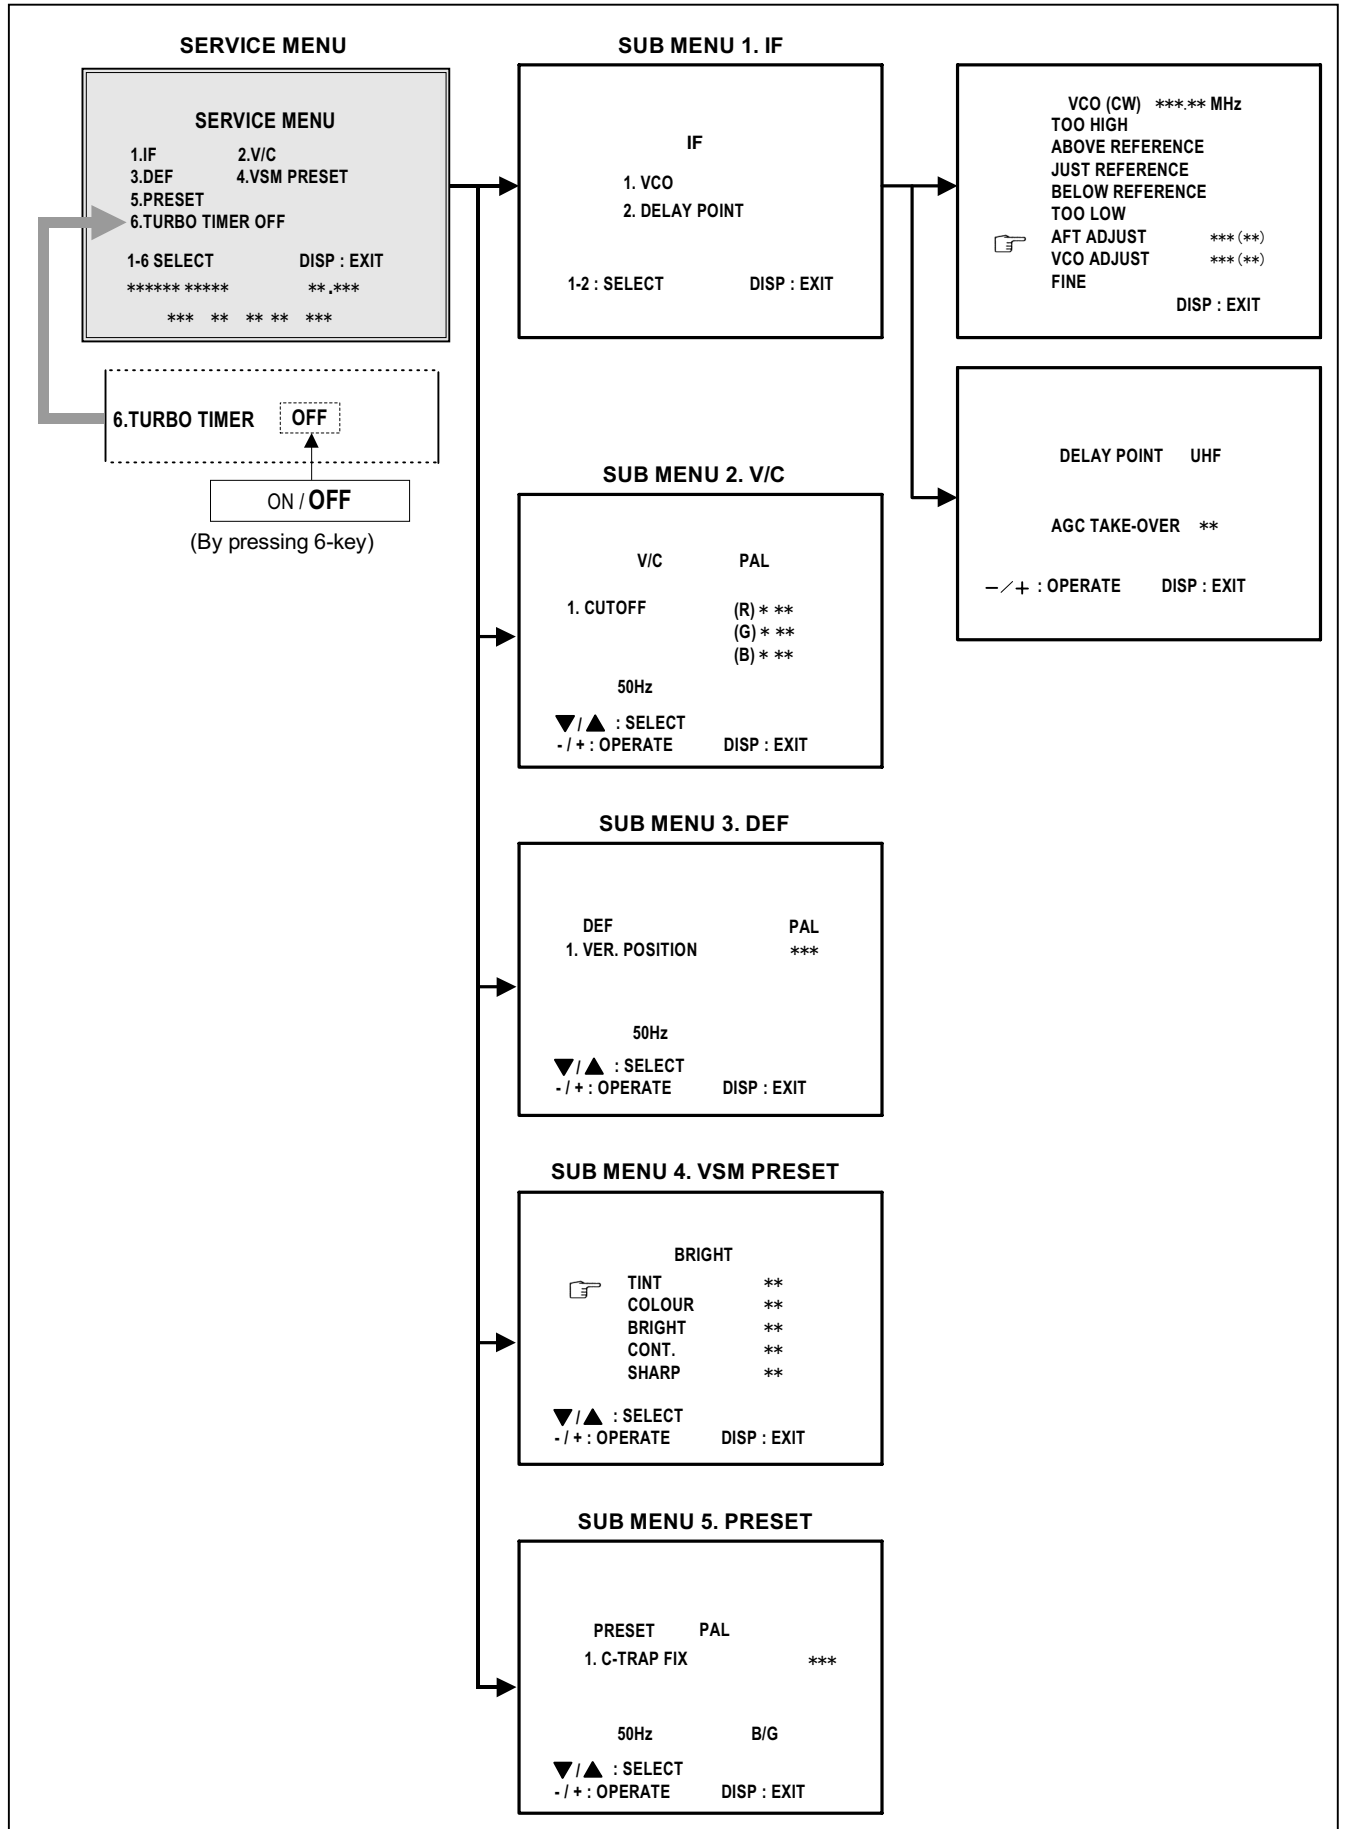 SERVICE MENU
SERVICE MENU
1.IF 2.V/C
3.DEF 4.VSM PRESET
5.PRESET
6.TURBO TIMER OFF
1-6 SELECT DISP : EXIT
****** ***** **.***
*** ** ** ** ***
6.TURBO TIMER OFF
ON / OFF
(By pressing 6-key)
SUB MENU 1. IF
IF
1. VCO
2. DELAY POINT
1-2 : SELECT DISP : EXIT
VCO (CW) ***.** MHz
TOO HIGH
ABOVE REFERENCE
JUST REFERENCE
BELOW REFERENCE
TOO LOW
AFT ADJUST ***(**)
VCO ADJUST ***(**)
FINE
DISP : EXIT
DELAY POINT UHF
AGC TAKE-OVER **
−/+ : OPERATE DISP : EXIT
SUB MENU 2. V/C
V/C PAL
1. CUTOFF (R) * **
(G) * **
(B) * **
50Hz
▼/▲ : SELECT
- / + : OPERATE DISP : EXIT
SUB MENU 3. DEF
DEF PAL
1. VER. POSITION ***
50Hz
▼/▲ : SELECT
- / + : OPERATE DISP : EXIT
SUB MENU 4. VSM PRESET
BRIGHT
☞ TINT **
COLOUR **
BRIGHT **
CONT. **
SHARP **
▼/▲ : SELECT
- / + : OPERATE DISP : EXIT
SUB MENU 5. PRESET
PRESET PAL
1. C-TRAP FIX ***
50Hz B/G
▼/▲ : SELECT
- / + : OPERATE DISP : EXIT